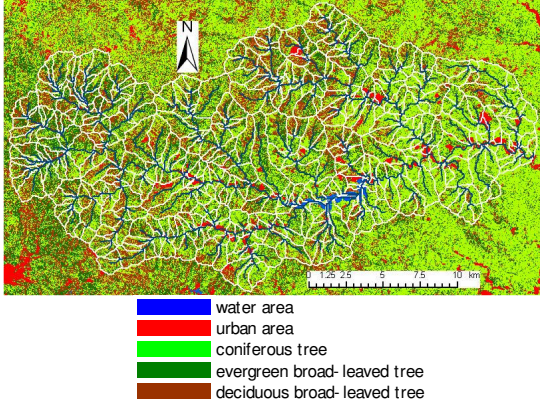 N
0 1.25 2.5 5 7.5 10 km
water area
urban area
coniferous tree
evergreen broad-leaved tree
deciduous broad-leaved tree